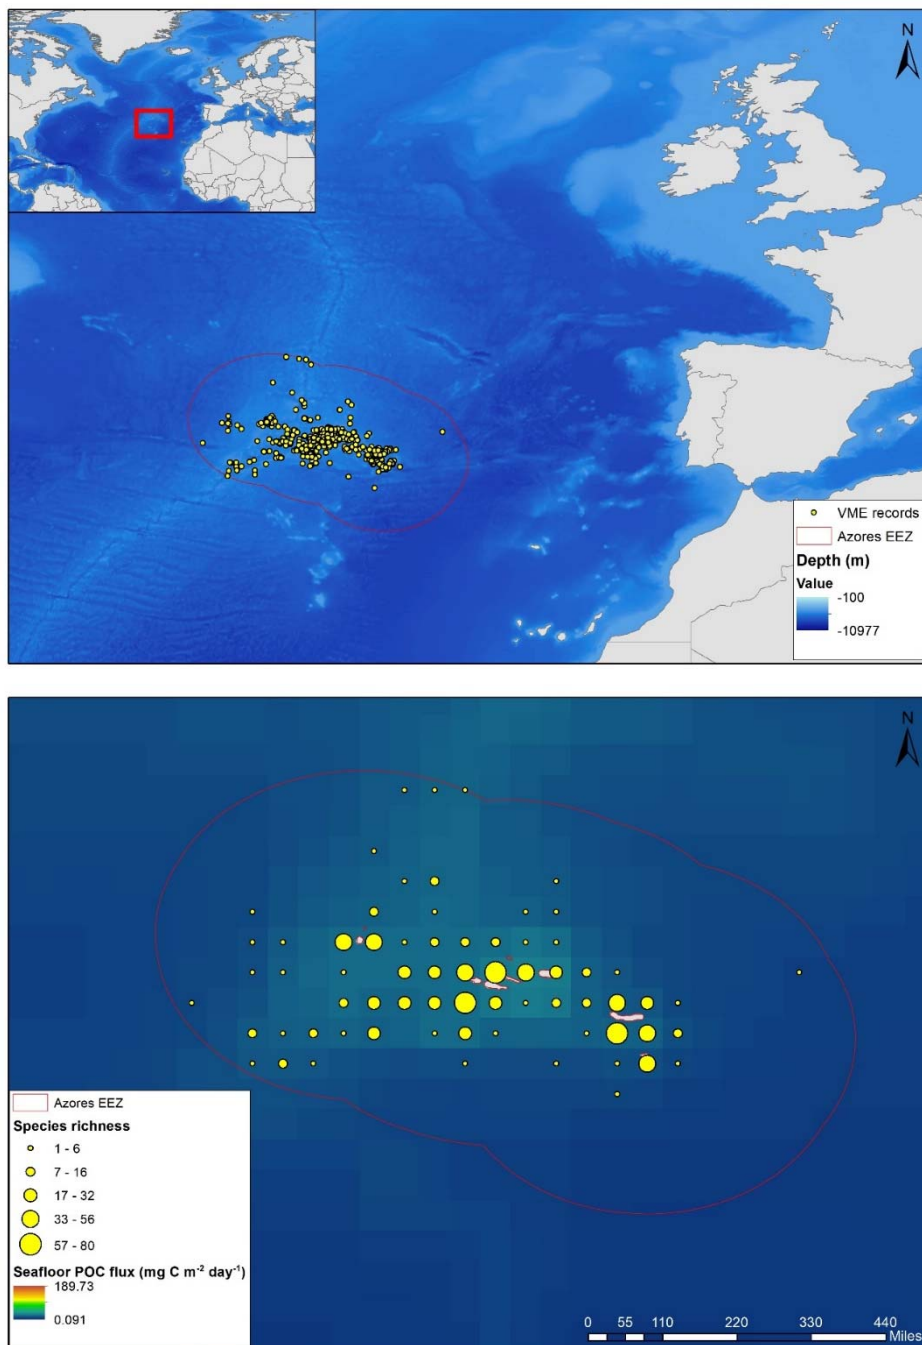 N
VME records
Azores EEZ
Depth (m)
Value
-100
-10977
N
Azores EEZ
Species richness
1 - 6
7 - 16
17 - 32
33 - 56
57 - 80
Seafloor POC flux (mg C m⁻² day⁻¹)
189.73
0.091
0 55 110 220 330 440
Miles